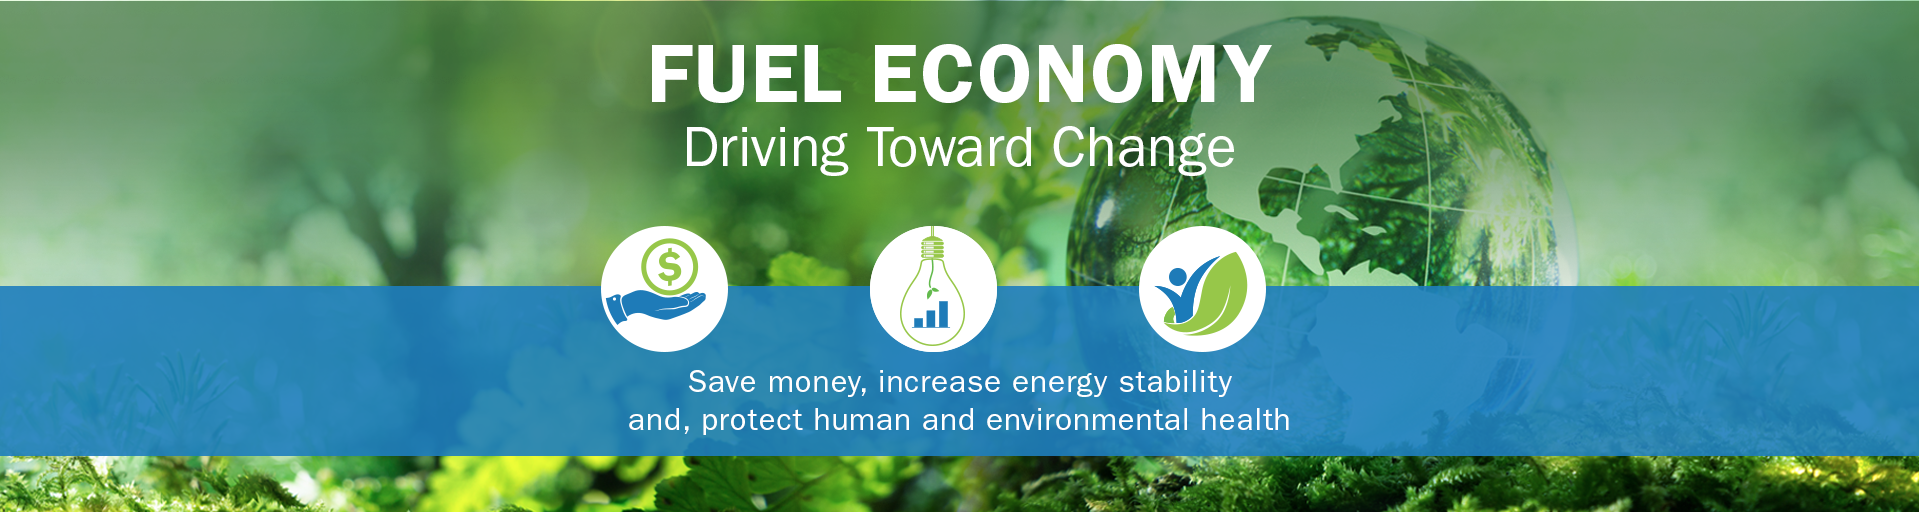 FUEL ECONOMY
Driving Toward Change
$
Save money, increase energy stability
and, protect human and environmental health